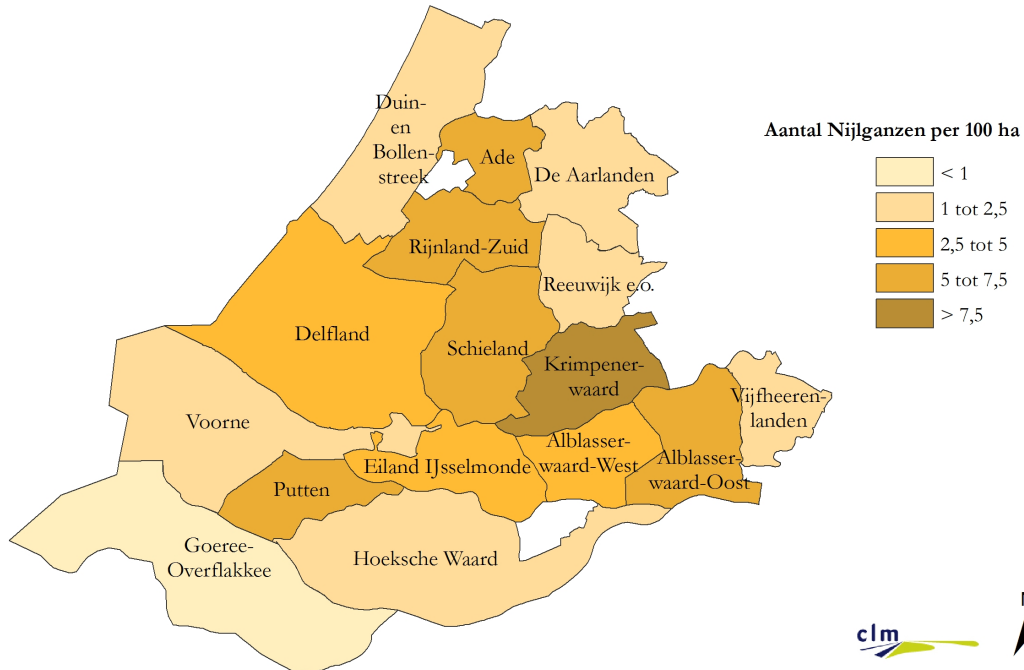 Duin-
en
Bollen-
streek
Ade
De Aarlanden
Rijnland-Zuid
Reeuwijk e.o.
Delfland
Schieland
Krimpener-
waard
Vijfheeren-
landen
Voorne
Alblasser-
waard-West
Alblasser-
waard-Oost
Eiland IJsselmonde
Putten
Goeree-
Overflakkee
Hoeksche Waard
Aantal Nijlganzen per 100 ha
< 1
1 tot 2,5
2,5 tot 5
5 tot 7,5
> 7,5
clm